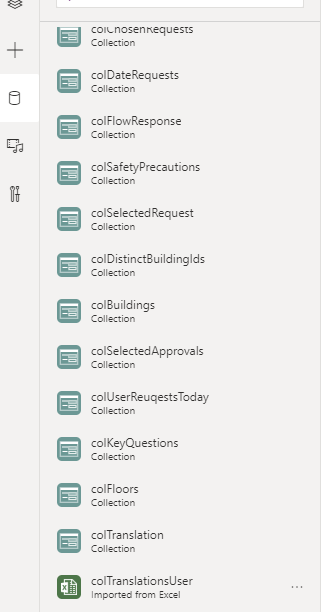 colChosenRequests
Collection
colDateRequests
Collection
colFlowResponse
Collection
colSafetyPrecautions
Collection
colSelectedRequest
Collection
colDistinctBuildingIds
Collection
colBuildings
Collection
colSelectedApprovals
Collection
colUserReuqestsToday
Collection
colKeyQuestions
Collection
colFloors
Collection
colTranslation
Collection
colTranslationsUser
Imported from Excel